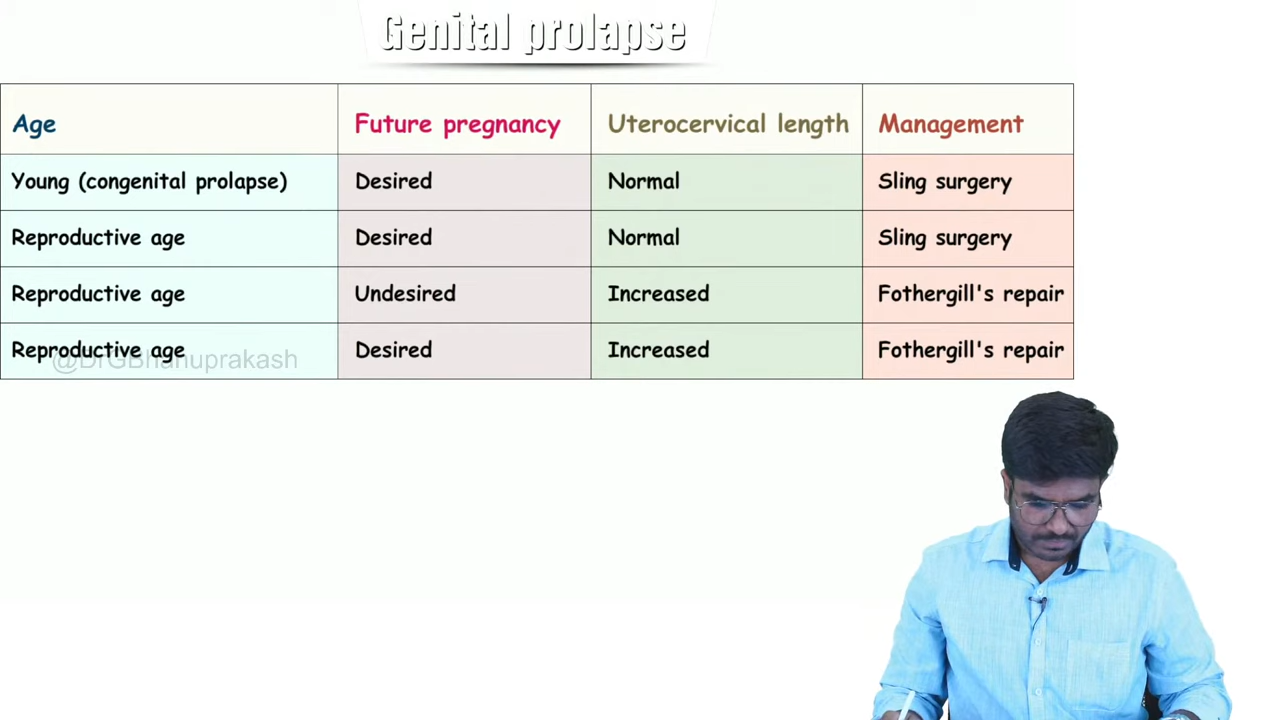 Genital prolapse
Age Future pregnancy Uterocervical length Management
Young (congenital prolapse) Desired Normal Sling surgery
Reproductive age Desired Normal Sling surgery
Reproductive age Undesired Increased Fothergill's repair
Reproductive age Desired Increased Fothergill's repair
@DrGBhanuprakash